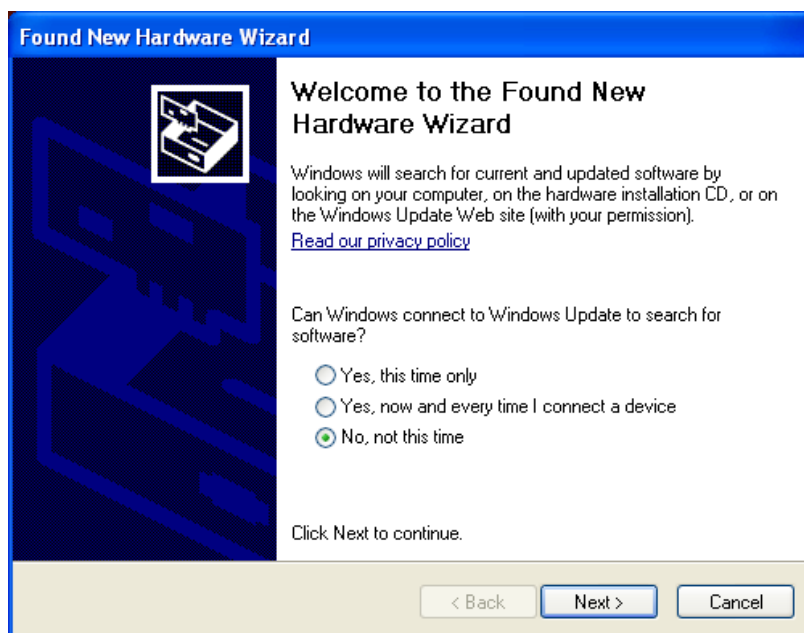 Found New Hardware Wizard
Welcome to the Found New
Hardware Wizard
Windows will search for current and updated software by
looking on your computer, on the hardware installation CD, or on
the Windows Update Web site (with your permission).
Read our privacy policy
Can Windows connect to Windows Update to search for
software?
Yes, this time only
Yes, now and every time I connect a device
No, not this time
Click Next to continue.
< Back Next > Cancel